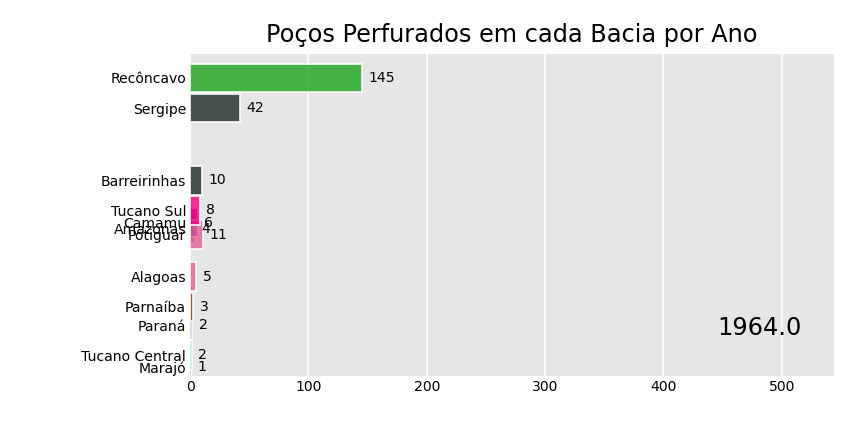 Poços Perfurados em cada Bacia por Ano
Recôncavo 145
Sergipe 42
Barreirinhas 10
Tucano Sul 8
Camamu 6
Amazonas 4
Potiguar 11
Alagoas 5
Parnaíba 3
Paraná 2
1964.0
Tucano Central 2
Marajó 1
0 100 200 300 400 500